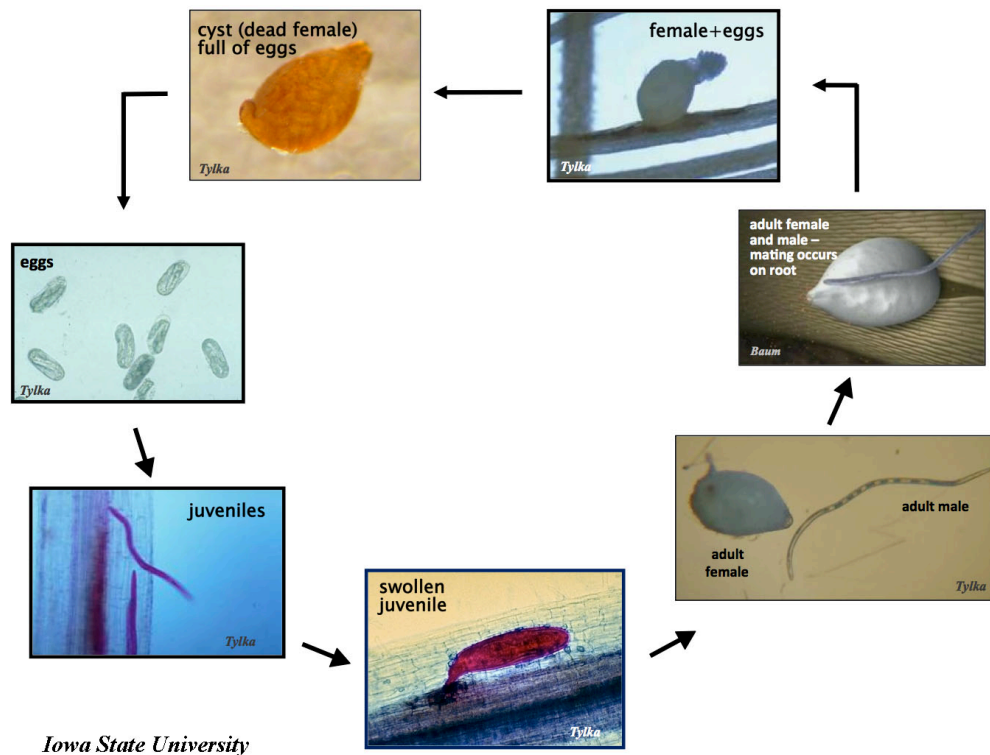 cyst (dead female)
full of eggs
Tylka
female+eggs
Tylka
adult female
and male –
mating occurs
on root
Baum
eggs
Tylka
juveniles
Tylka
swollen
juvenile
Tylka
adult male
adult
female
Tylka
Iowa State University